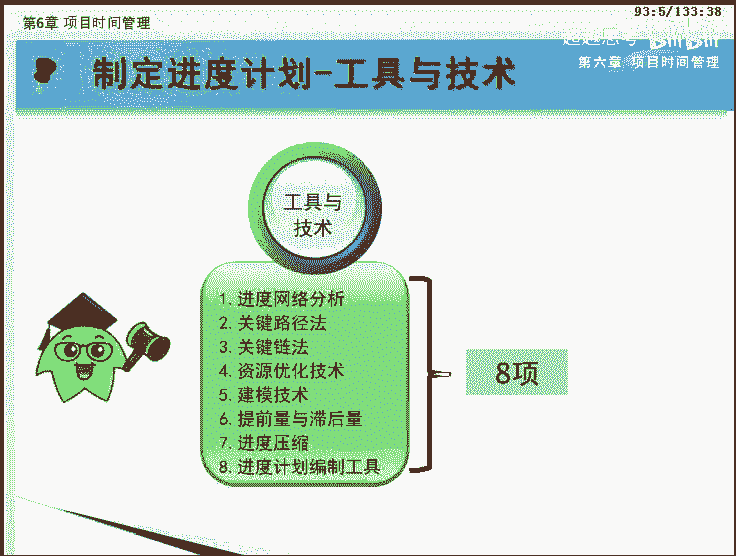 第6章 项目时间管理
93:5/133:38
第六章 项目时间管理
制定进度计划-工具与技术
工具与
技术
1. 进度网络分析
2. 关键路径法
3. 关键链法
4. 资源优化技术
5. 建模技术
6. 提前量与滞后量
7. 进度压缩
8. 进度计划编制工具
8项